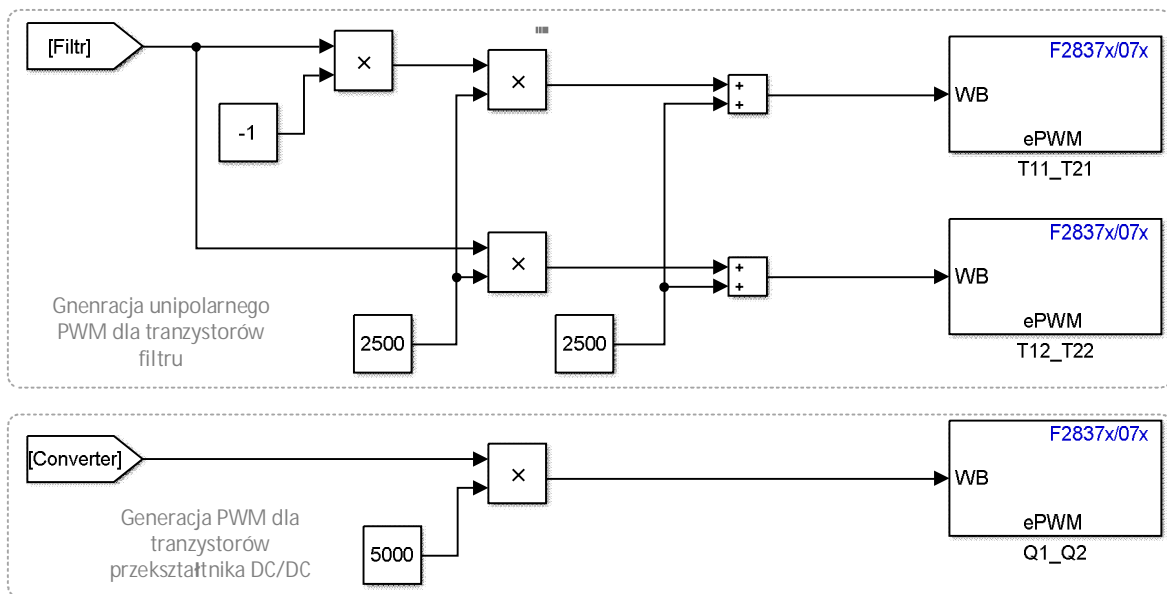 [Filtr]
×
-1
×
+
+
F2837x/07x
WB
ePWM
T11_T21
×
+
+
F2837x/07x
WB
ePWM
T12_T22
Gnenracja unipolarnego
PWM dla tranzystorów
filtru
2500
2500
[Converter]
×
F2837x/07x
WB
ePWM
Q1_Q2
Generacja PWM dla
tranzystorów
przekształtnika DC/DC
5000